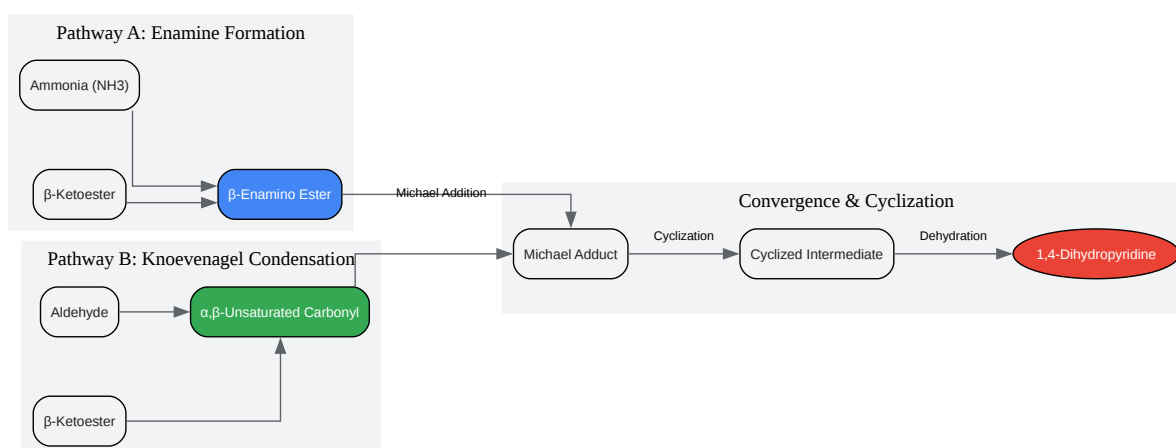 Pathway A: Enamine Formation
Ammonia (NH3)
β-Ketoester
β-Enamino Ester
Michael Addition
Pathway B: Knoevenagel Condensation
Aldehyde
α,β-Unsaturated Carbonyl
β-Ketoester
Convergence & Cyclization
Michael Adduct
Cyclization
Cyclized Intermediate
Dehydration
1,4-Dihydropyridine